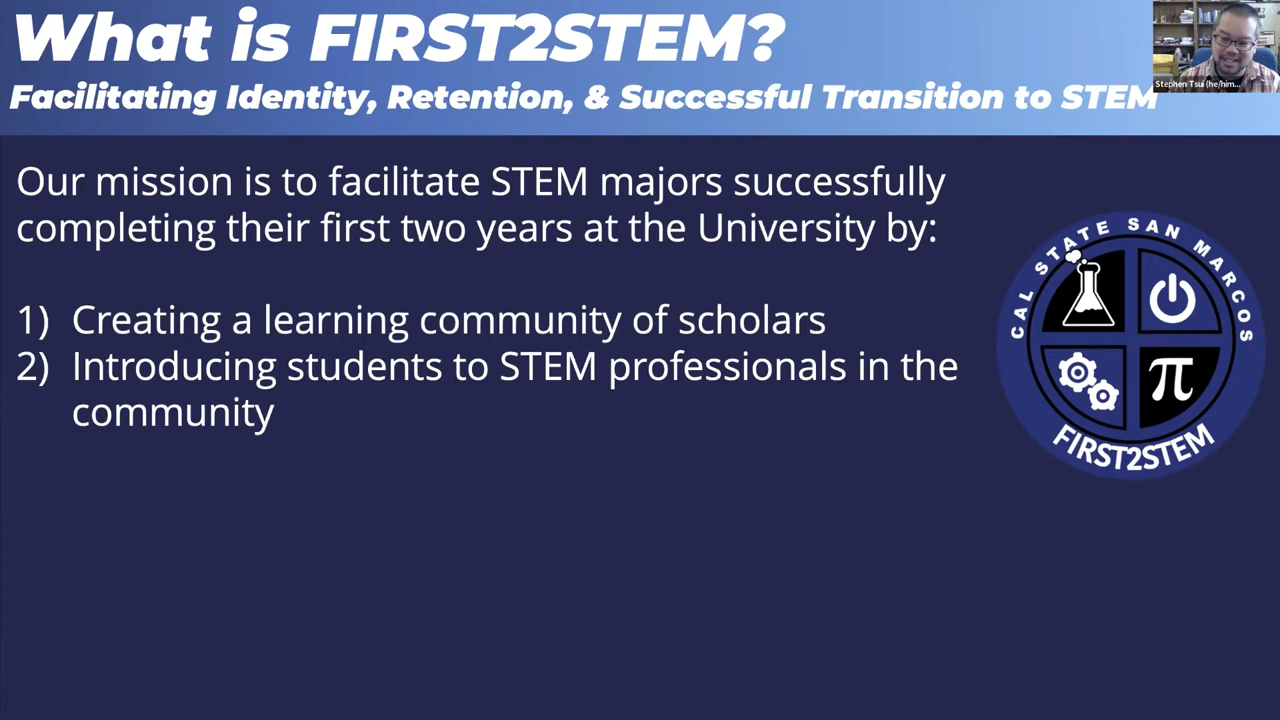 What is FIRST2STEM?
Facilitating Identity, Retention, & Successful Transition to STEM
Stephen Tsui (he/him...
Our mission is to facilitate STEM majors successfully
completing their first two years at the University by:
1) Creating a learning community of scholars
2) Introducing students to STEM professionals in the
community
CAL STATE SAN MARCOS
π
FIRST2STEM